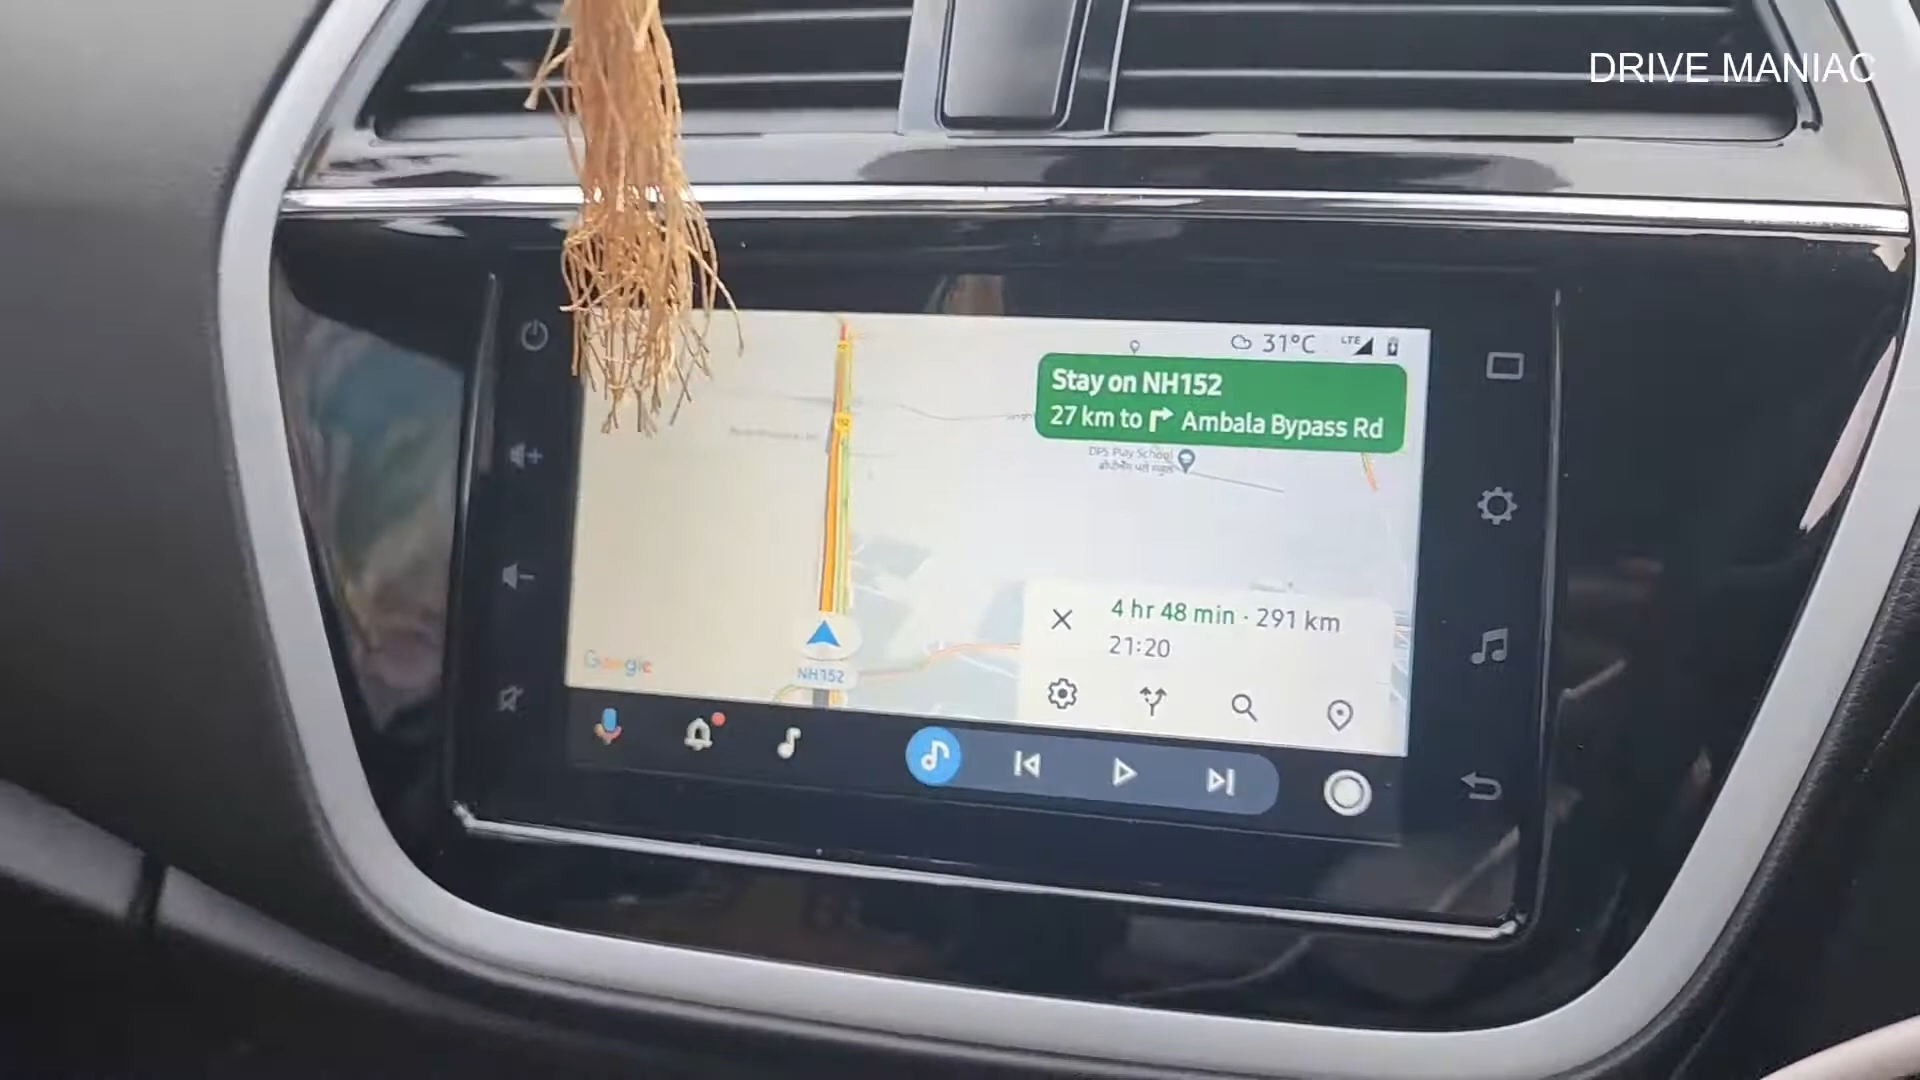 DRIVE MANIAC
31°C LTE
Stay on NH152
27 km to Ambala Bypass Rd
DPS Play School
4 hr 48 min · 291 km
21:20
Google
NH152